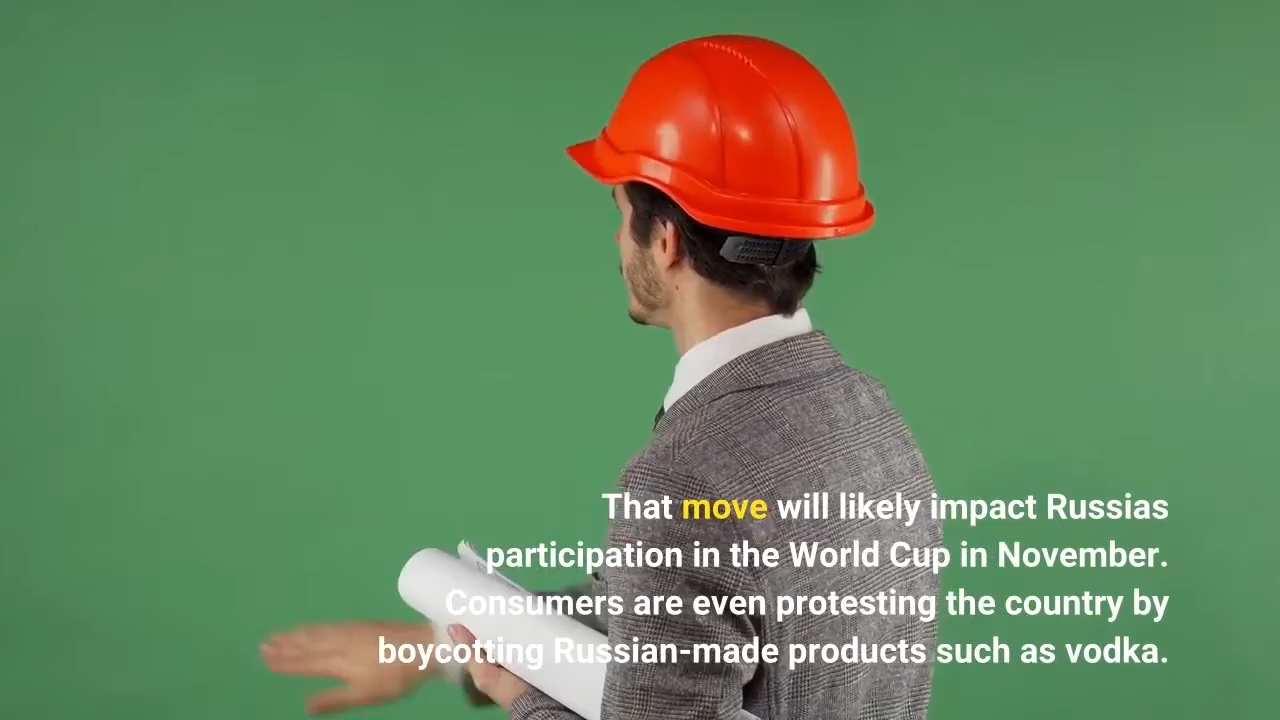 That move will likely impact Russias
participation in the World Cup in November.
Consumers are even protesting the country by
boycotting Russian-made products such as vodka.